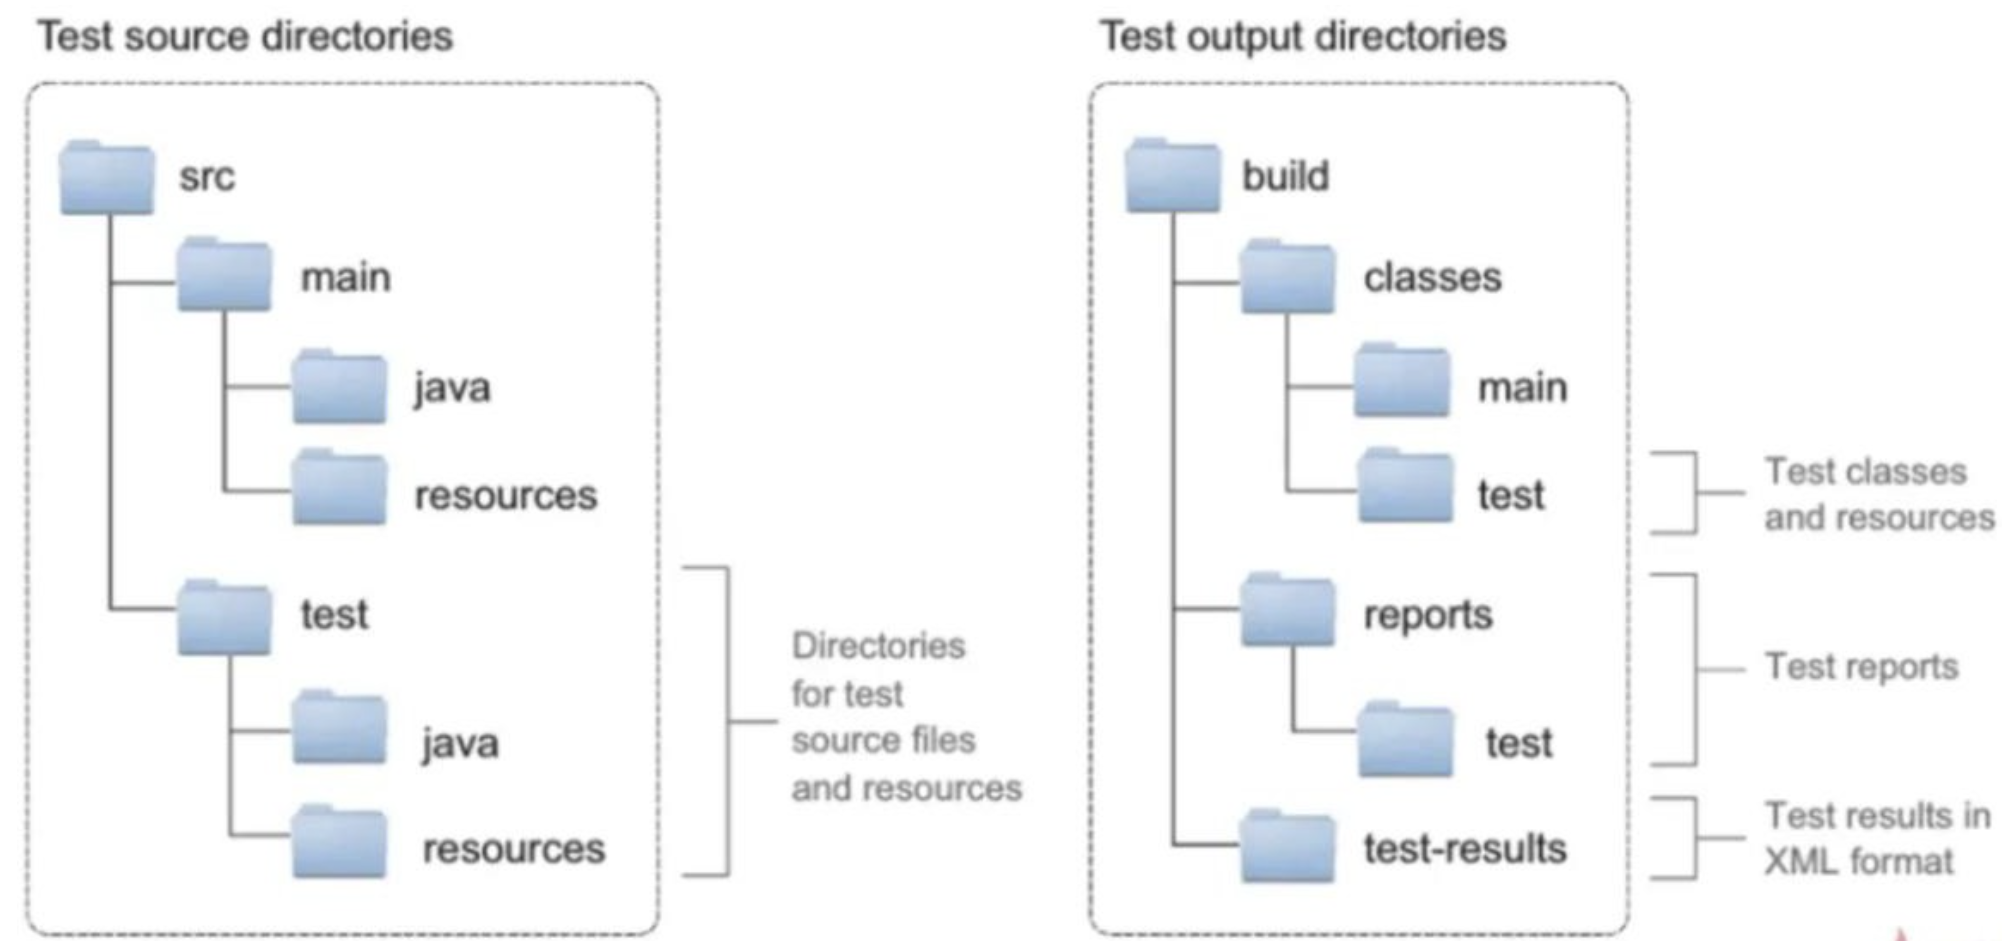 Test source directories
src
main
java
resources
test
java
resources
Directories
for test
source files
and resources
Test output directories
build
classes
main
test
reports
test
test-results
Test classes
and resources
Test reports
Test results in
XML format